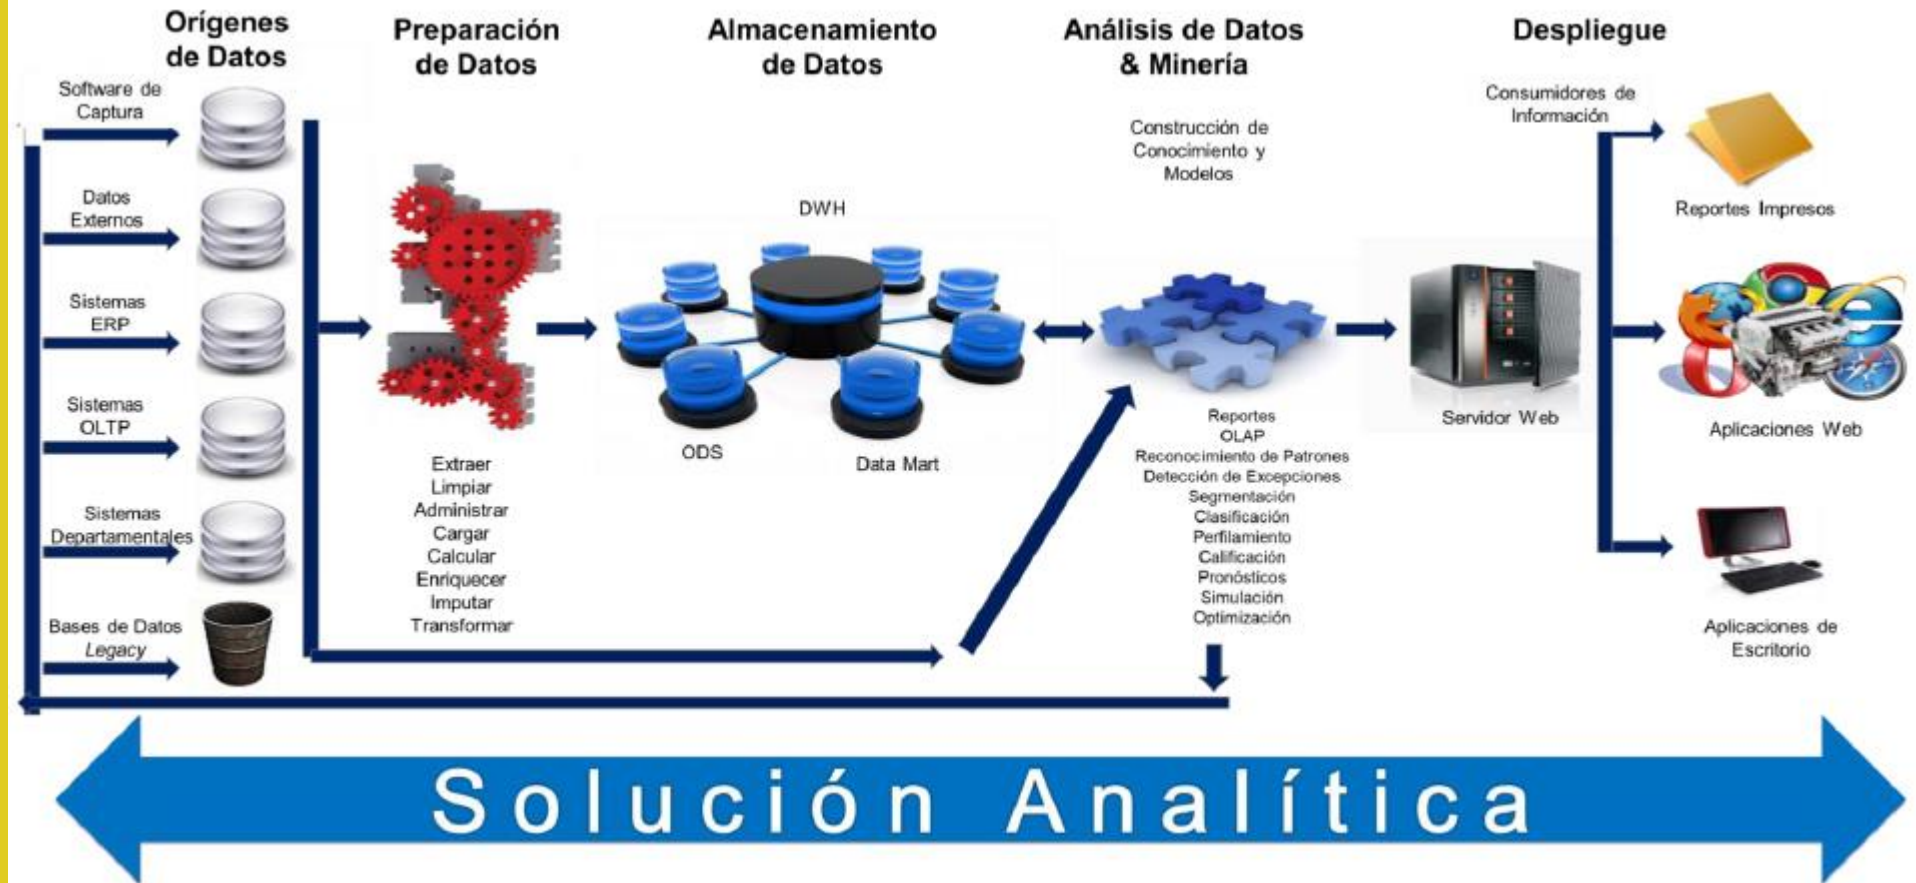 Orígenes
de Datos
Software de
Captura
Datos
Externos
Sistemas
ERP
Sistemas
OLTP
Sistemas
Departamentales
Bases de Datos
Legacy
Preparación
de Datos
Extraer
Limpiar
Administrar
Cargar
Calcular
Enriquecer
Imputar
Transformar
Almacenamiento
de Datos
DWH
ODS
Data Mart
Análisis de Datos
& Minería
Construcción de
Conocimiento y
Modelos
Reportes
OLAP
Reconocimiento de Patrones
Detección de Excepciones
Segmentación
Clasificación
Perfilamiento
Calificación
Pronósticos
Simulación
Optimización
Despliegue
Consumidores de
Información
Servidor Web
Reportes Impresos
Aplicaciones Web
Aplicaciones de
Escritorio
Solución Analítica